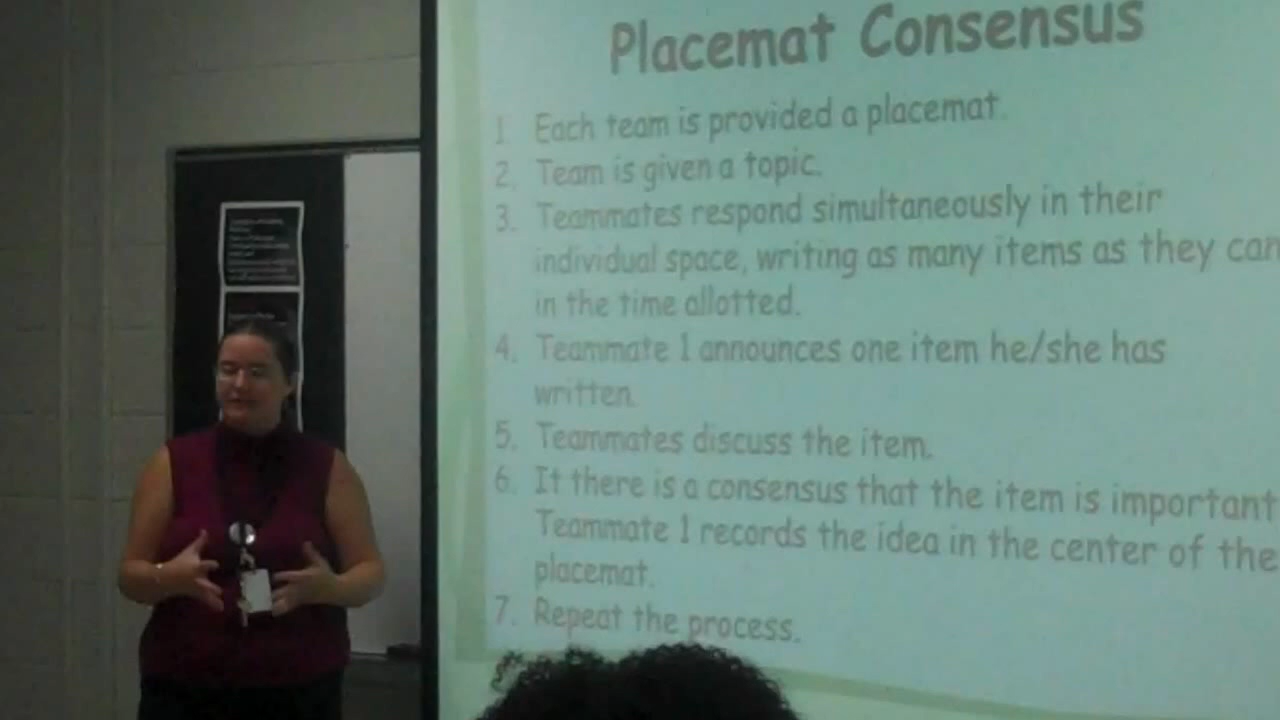 Placemat Consensus
1. Each team is provided a placemat.
2. Team is given a topic.
3. Teammates respond simultaneously in their
individual space, writing as many items as they can
in the time allotted.
4. Teammate 1 announces one item he/she has
written.
5. Teammates discuss the item.
6. It there is a consensus that the item is important
Teammate 1 records the idea in the center of the
placemat.
7. Repeat the process.